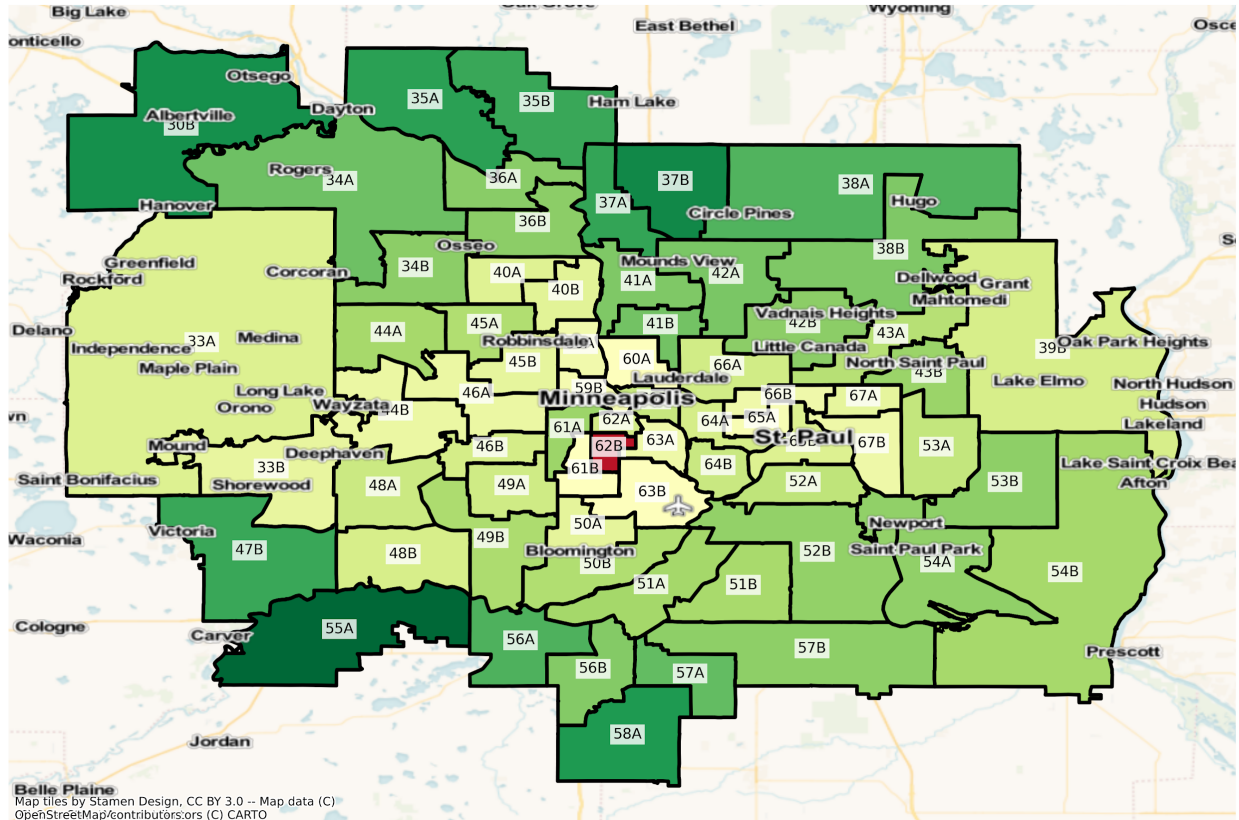 Big Lake
Wyoming
East Bethel
Otsego
Albertville
30B
Dayton
35A
35B
Ham Lake
Rogers
34A
36A
37B
38A
Hanover
37A
Hugo
Circle Pines
36B
Osseo
38B
Greenfield
Rockford
Corcoran
34B
40A
Mounds View
41A
42A
Dellwood
Grant
40B
Mahtomedi
Delano
Medina
44A
45A
41B
Vadnais Heights
42B
43A
Independence
33A
Robbinsdale
39B
Oak Park Heights
Maple Plain
45B
60A
Little Canada
66A
North Saint Paul
43B
Long Lake
46A
Lauderdale
Lake Elmo
North Hudson
Orono
Wayzata
59B
Minneapolis
66B
67A
Hudson
61A
62A
64A
65A
Lakeland
Mound
Deephaven
46B
62B
63A
St. Paul
67B
53A
Saint Bonifacius
33B
61B
64B
Lake Saint Croix Bea
Shorewood
48A
49A
63B
52A
53B
Afton
Victoria
50A
Newport
Waconia
47B
48B
49B
Bloomington
52B
Saint Paul Park
50B
54A
54B
51A
51B
Cologne
Carver
55A
56A
57B
Prescott
56B
57A
Jordan
58A
Belle Plaine
Map tiles by Stamen Design, CC BY 3.0 -- Map data (C)
OpenStreetMap contributors
(C) CARTO